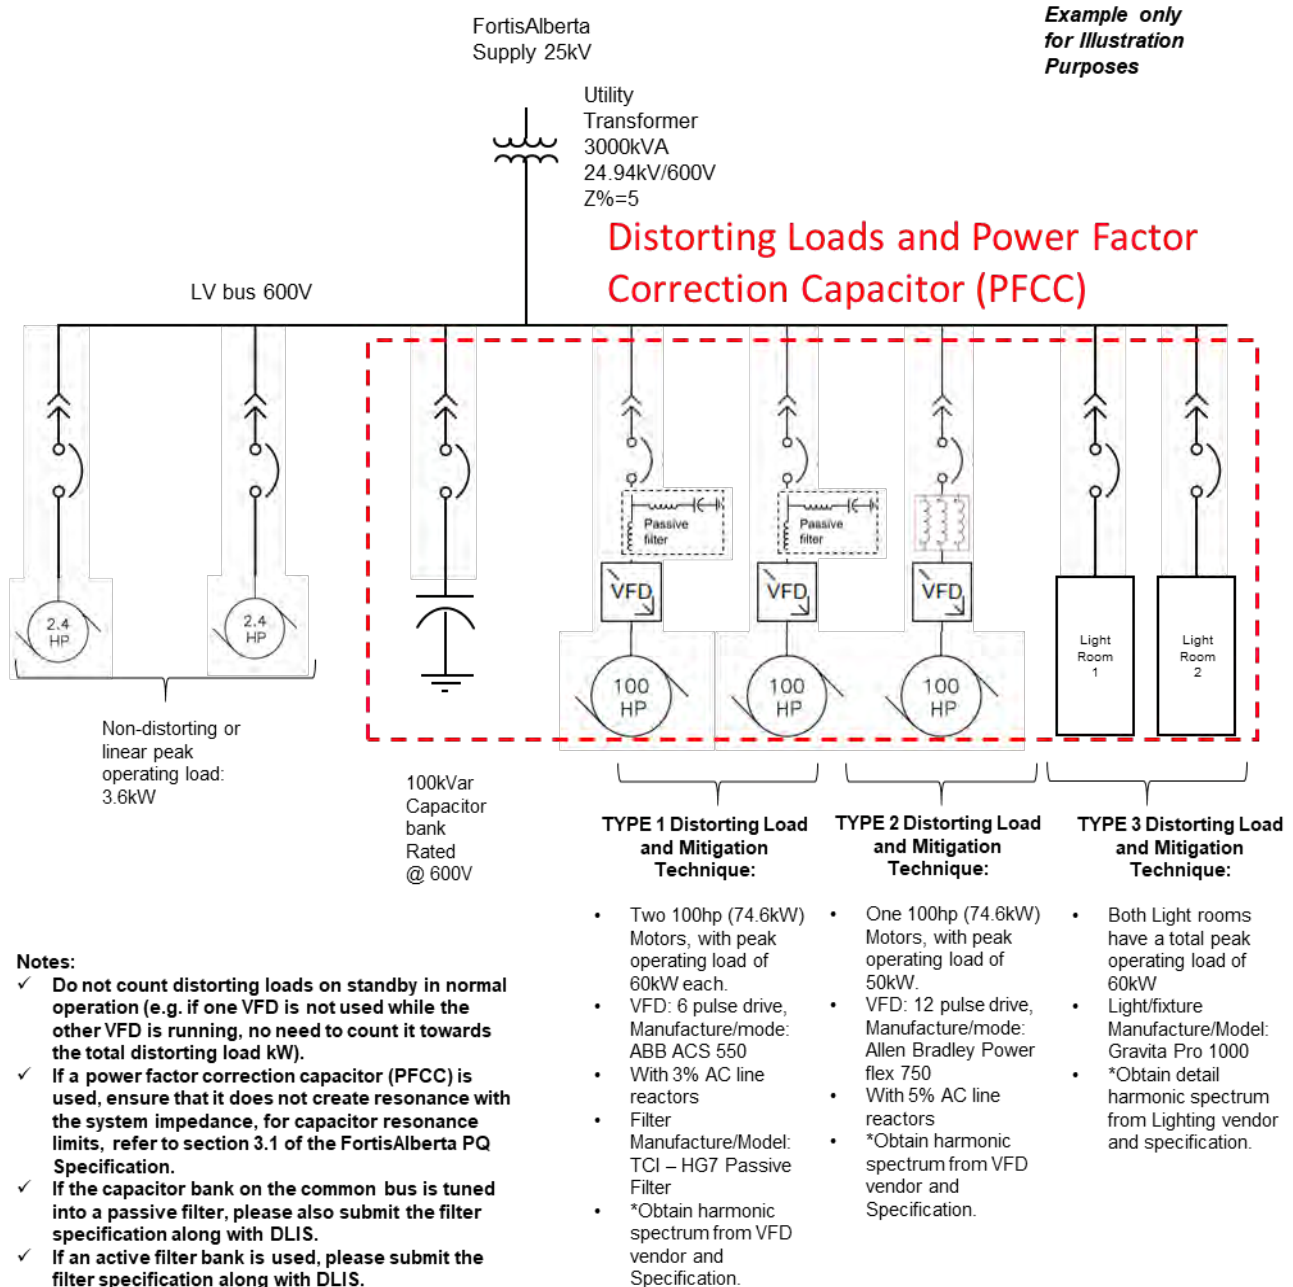 FortisAlberta
Supply 25kV
Example only
for Illustration
Purposes
Utility
Transformer
3000kVA
24.94kV/600V
Z%=5
Distorting Loads and Power Factor
Correction Capacitor (PFCC)
LV bus 600V
Passive
filter
Passive
filter
VFD
VFD
VFD
2.4
HP
2.4
HP
100
HP
100
HP
100
HP
Light
Room
1
Light
Room
2
Non-distorting or
linear peak
operating load:
3.6kW
100kVar
Capacitor
bank
Rated
@ 600V
TYPE 1 Distorting Load
and Mitigation
Technique:
• Two 100hp (74.6kW)
Motors, with peak
operating load of
60kW each.
• VFD: 6 pulse drive,
Manufacture/mode:
ABB ACS 550
• With 3% AC line
reactors
• Filter
Manufacture/Model:
TCI – HG7 Passive
Filter
• *Obtain harmonic
spectrum from VFD
vendor and
Specification.
TYPE 2 Distorting Load
and Mitigation
Technique:
• One 100hp (74.6kW)
Motors, with peak
operating load of
50kW.
• VFD: 12 pulse drive,
Manufacture/mode:
Allen Bradley Power
flex 750
• With 5% AC line
reactors
• *Obtain harmonic
spectrum from VFD
vendor and
Specification.
TYPE 3 Distorting Load
and Mitigation
Technique:
• Both Light rooms
have a total peak
operating load of
60kW
• Light/fixture
Manufacture/Model:
Gravita Pro 1000
• *Obtain detail
harmonic spectrum
from Lighting vendor
and specification.
Notes:
✓ Do not count distorting loads on standby in normal
operation (e.g. if one VFD is not used while the
other VFD is running, no need to count it towards
the total distorting load kW).
✓ If a power factor correction capacitor (PFCC) is
used, ensure that it does not create resonance with
the system impedance, for capacitor resonance
limits, refer to section 3.1 of the FortisAlberta PQ
Specification.
✓ If the capacitor bank on the common bus is tuned
into a passive filter, please also submit the filter
specification along with DLIS.
✓ If an active filter bank is used, please submit the
filter specification along with DLIS.